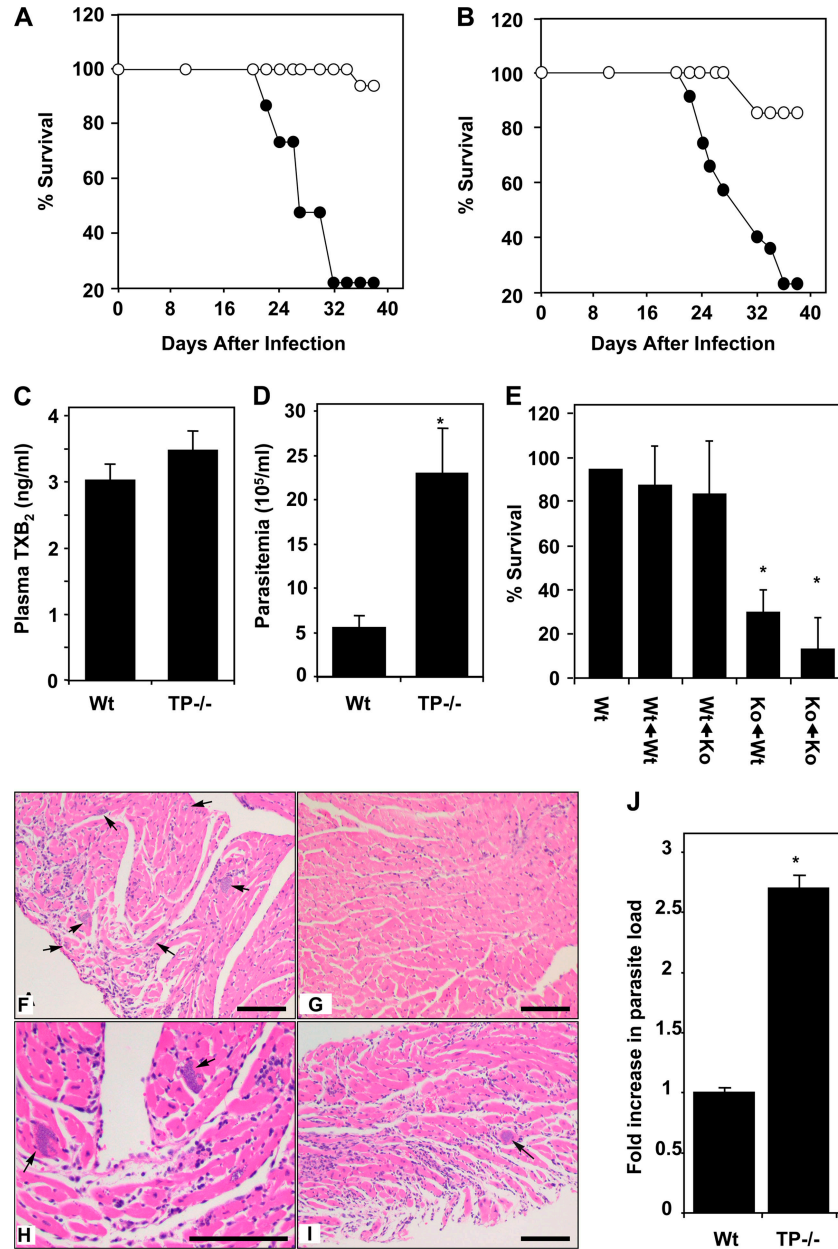 A
120
100
80
60
40
20
% Survival
0 8 16 24 32 40
Days After Infection
B
120
100
80
60
40
20
% Survival
0 8 16 24 32 40
Days After Infection
C
4
3
2
1
0
Plasma TXB2 (ng/ml)
Wt TP-/-
D
30
25
20
15
10
5
0
Parasitemia (10⁵/ml)
*
Wt TP-/-
E
120
100
80
60
40
20
0
% Survival
* *
Wt
Wt→Wt
Wt→Ko
Ko→Wt
Ko→Ko
F
G
H
I
J
3
2.5
2
1.5
1
0.5
0
Fold increase in parasite load
*
Wt TP-/-